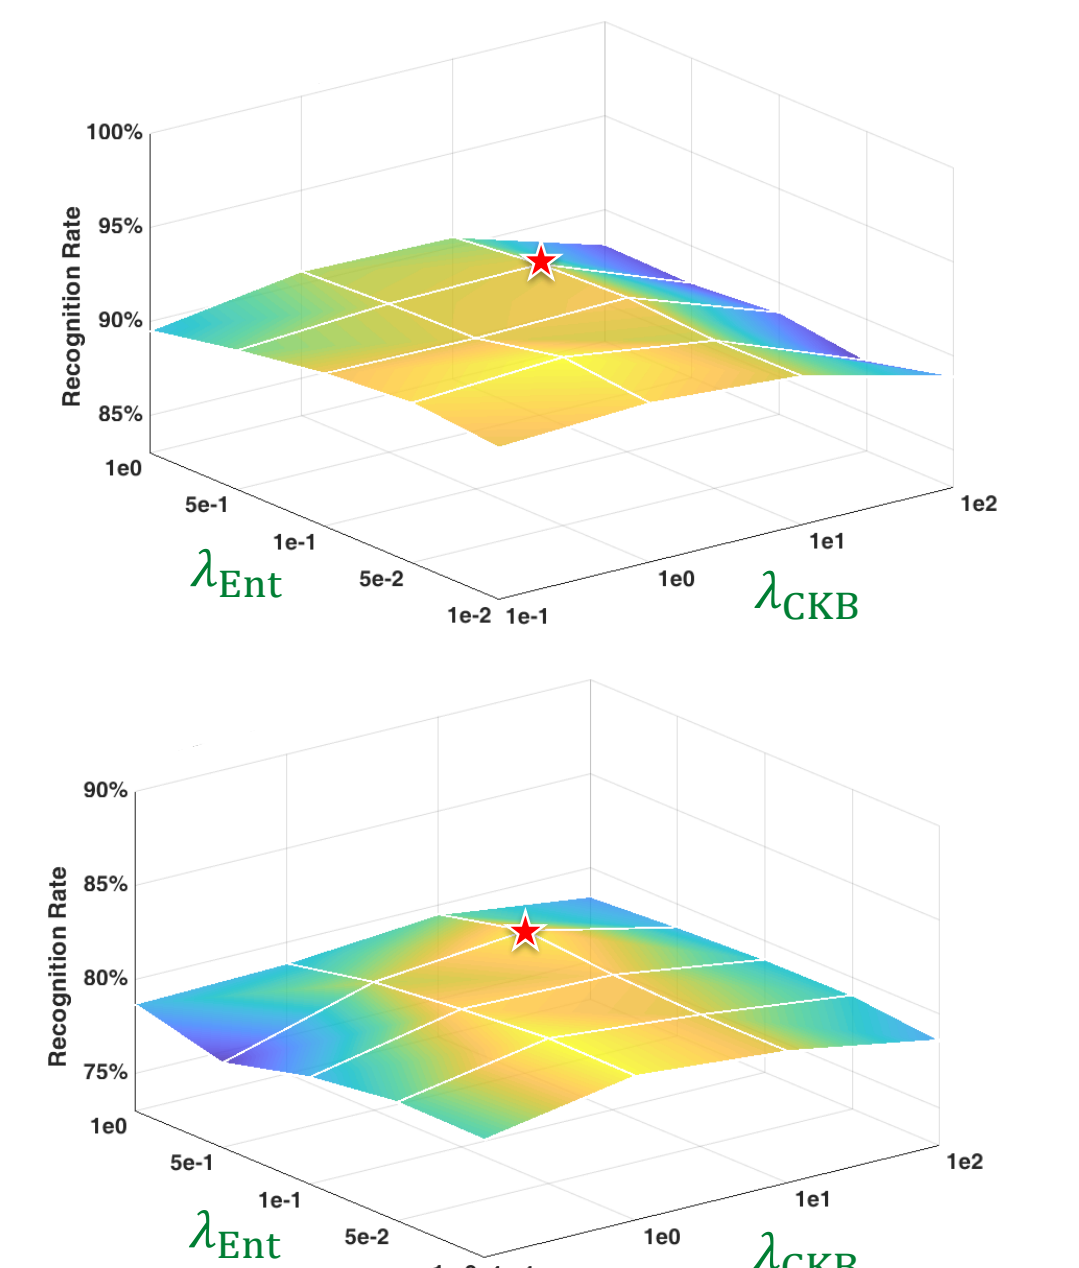 100%
95%
90%
85%
Recognition Rate
1e0
5e-1
1e-1
5e-2
1e-2
1e-1
1e0
1e1
1e2
λEnt
λCKB
90%
85%
80%
75%
Recognition Rate
1e0
5e-1
1e-1
5e-2
1e0
1e1
1e2
λEnt
λCKB